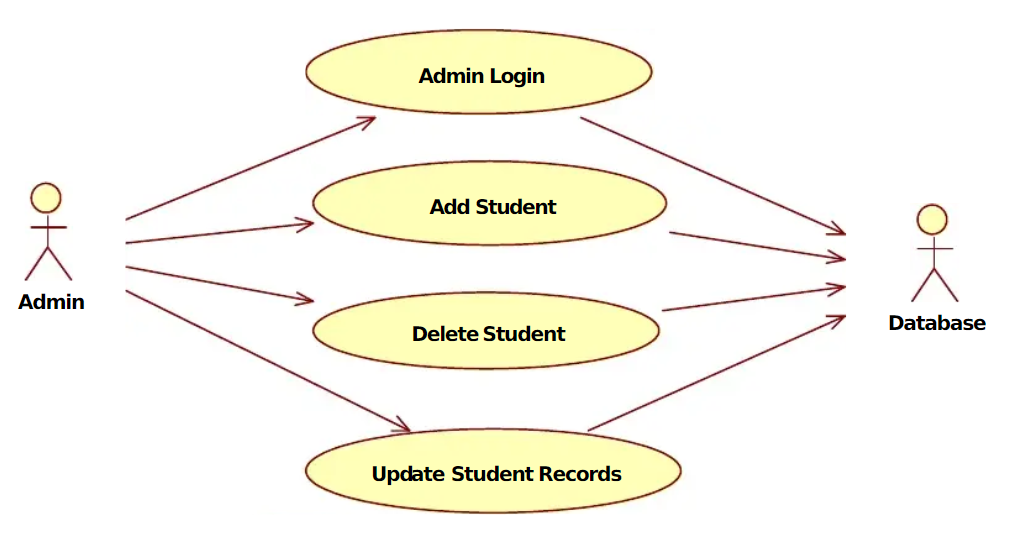 Admin Login
Add Student
Admin
Database
Delete Student
Update Student Records